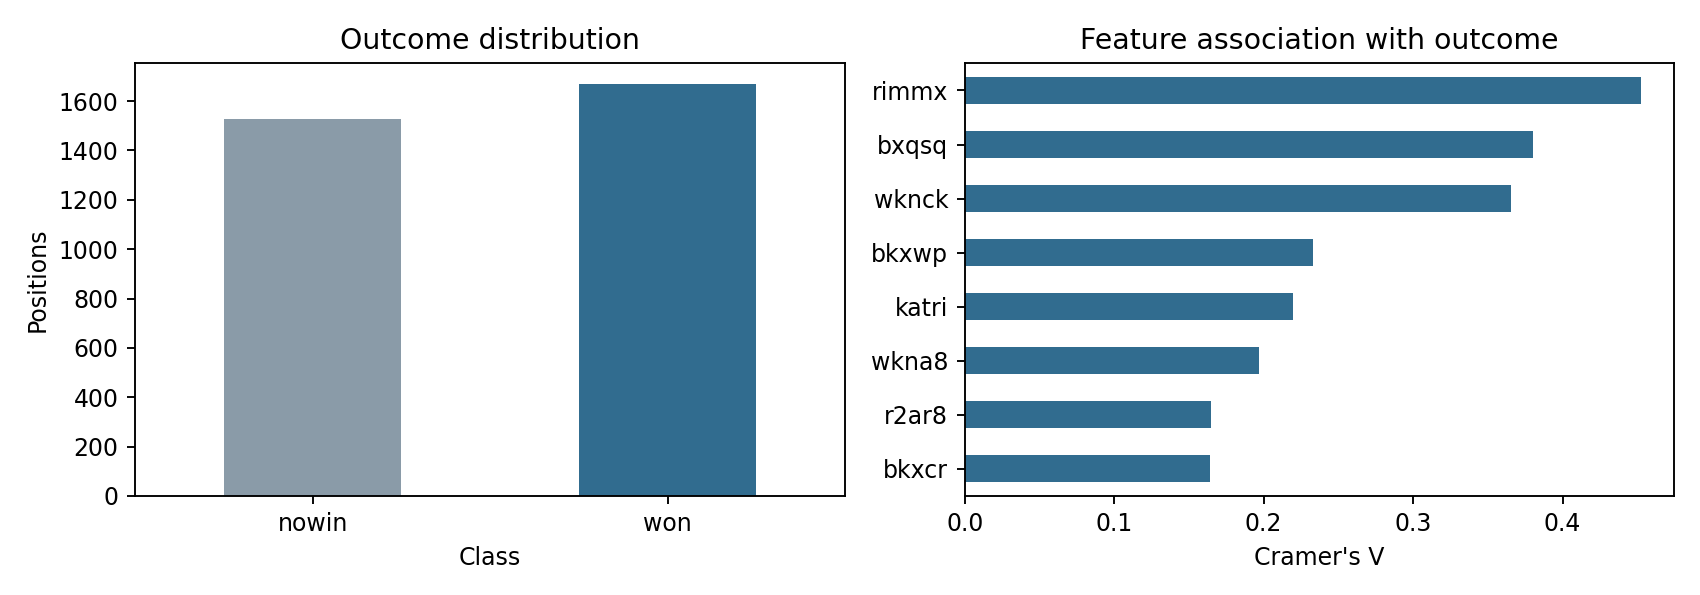 Outcome distribution
1600
1400
1200
1000
800
600
400
200
0
Positions
nowin won
Class
Feature association with outcome
rimmx
bxqsq
wknck
bkxwp
katri
wkna8
r2ar8
bkxcr
0.0 0.1 0.2 0.3 0.4
Cramer's V